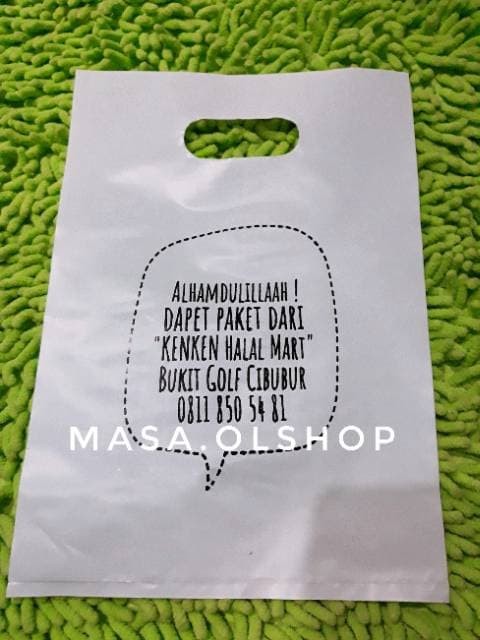 ALHAMDULILLAAH !
DAPET PAKET DARI
"KENKEN HALAL MART"
BUKIT GOLF CIBUBUR
0811 850 54 81
MASA.OLSHOP